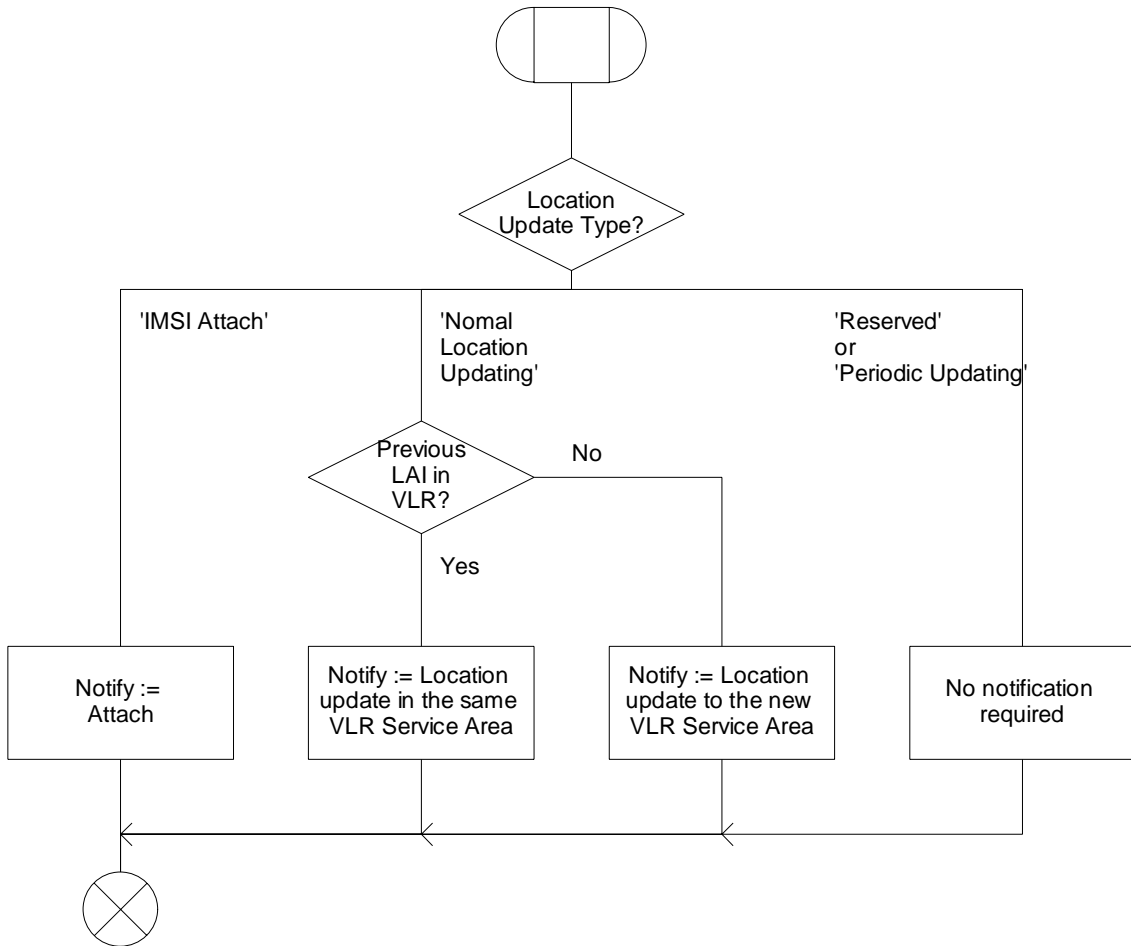 Location
Update Type?
'IMSI Attach'
'Nomal
Location
Updating'
'Reserved'
or
'Periodic Updating'
Previous
LAI in
VLR?
No
Yes
Notify :=
Attach
Notify := Location
update in the same
VLR Service Area
Notify := Location
update to the new
VLR Service Area
No notification
required